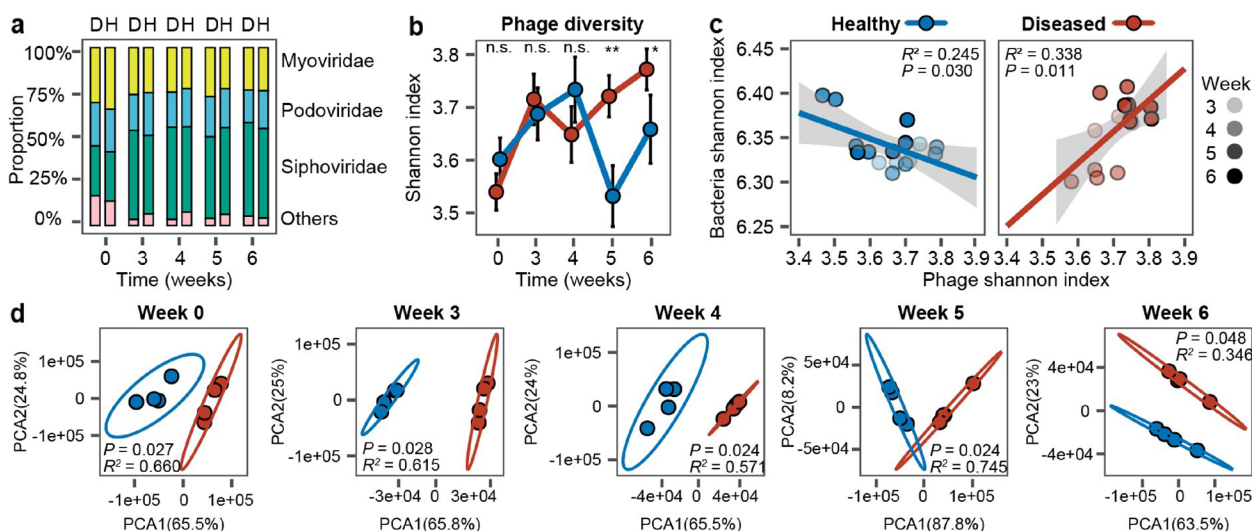 a
D H D H D H D H D H
100%
75%
50%
25%
0%
Proportion
Myoviridae
Podoviridae
Siphoviridae
Others
0 3 4 5 6
Time (weeks)
b
Phage diversity
n.s. n.s. n.s. ** *
3.8
3.7
3.6
3.5
Shannon index
0 3 4 5 6
Time (weeks)
c
Healthy
Diseased
R² = 0.245
P = 0.030
R² = 0.338
P = 0.011
6.45
6.40
6.35
6.30
6.25
Bacteria shannon index
3.4 3.5 3.6 3.7 3.8 3.9
3.4 3.5 3.6 3.7 3.8 3.9
Phage shannon index
Week
3
4
5
6
d
Week 0
PCA2(24.8%)
1e+05
0
-1e+05
P = 0.027
R² = 0.660
-1e+05 0 1e+05
PCA1(65.5%)
Week 3
PCA2(25%)
1e+05
0
-1e+05
P = 0.028
R² = 0.615
-3e+04 0 3e+04
PCA1(65.8%)
Week 4
PCA2(24%)
1e+05
0
-1e+05
P = 0.024
R² = 0.571
-4e+04 0 4e+04
PCA1(65.5%)
Week 5
PCA2(8.2%)
5e+04
0
-5e+04
P = 0.024
R² = 0.745
-1e+05 0 1e+05
PCA1(87.8%)
Week 6
PCA2(23%)
4e+04
0
-4e+04
P = 0.048
R² = 0.346
-1e+05 0 1e+05
PCA1(63.5%)